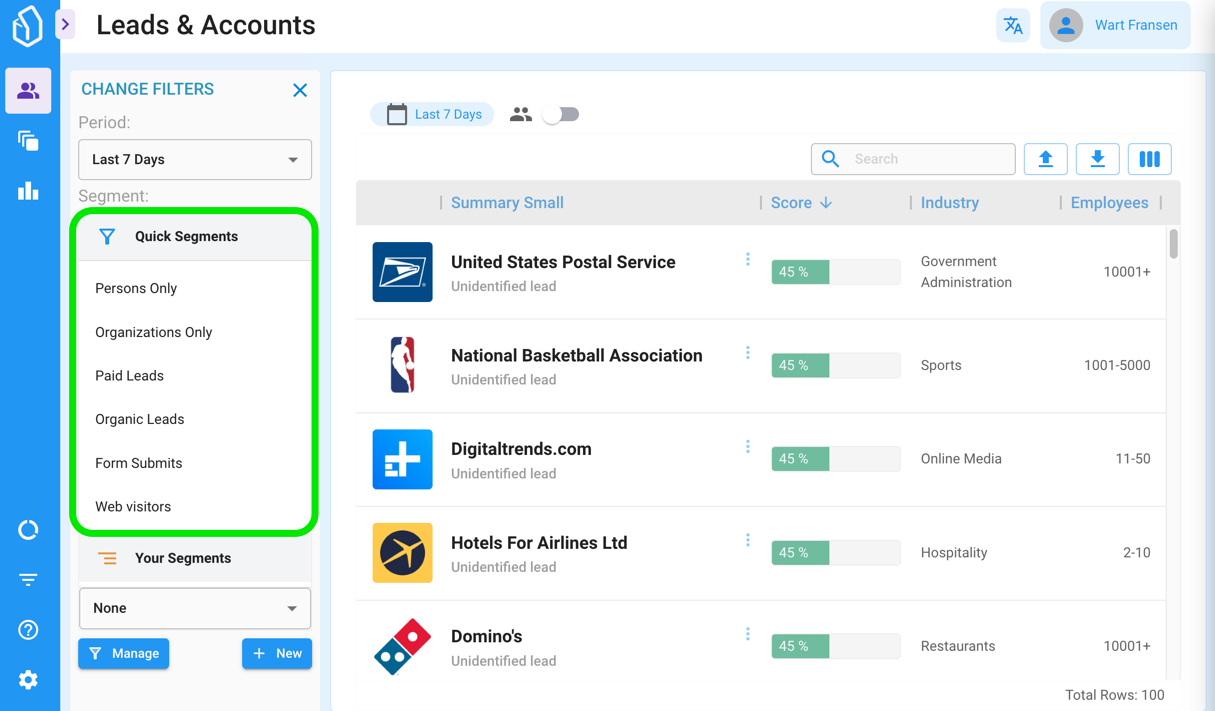 Leads & Accounts
Wart Fransen
CHANGE FILTERS
Period:
Last 7 Days
Segment:
Quick Segments
Persons Only
Organizations Only
Paid Leads
Organic Leads
Form Submits
Web visitors
Your Segments
None
Manage
New
Last 7 Days
Search
Summary Small
Score
Industry
Employees
United States Postal Service
Unidentified lead
45 %
Government
Administration
10001+
National Basketball Association
Unidentified lead
45 %
Sports
1001-5000
Digitaltrends.com
Unidentified lead
45 %
Online Media
11-50
Hotels For Airlines Ltd
Unidentified lead
45 %
Hospitality
2-10
Domino's
Unidentified lead
45 %
Restaurants
10001+
Total Rows: 100